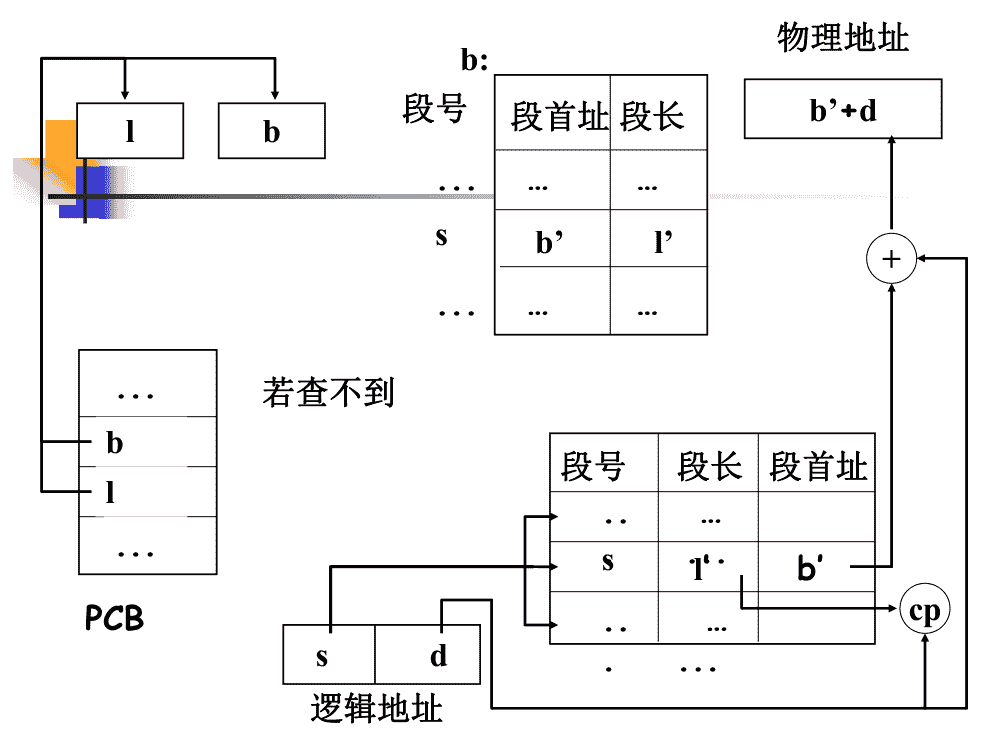 物理地址
b:
l
b
段号
段首址 段长
b’+d
... ... ...
s b’ l’
+
... ... ...
...
若查不到
b
l
...
PCB
段号 段长 段首址
.. ...
s l‘ b′
cp
.. ...
. ...
s d
逻辑地址